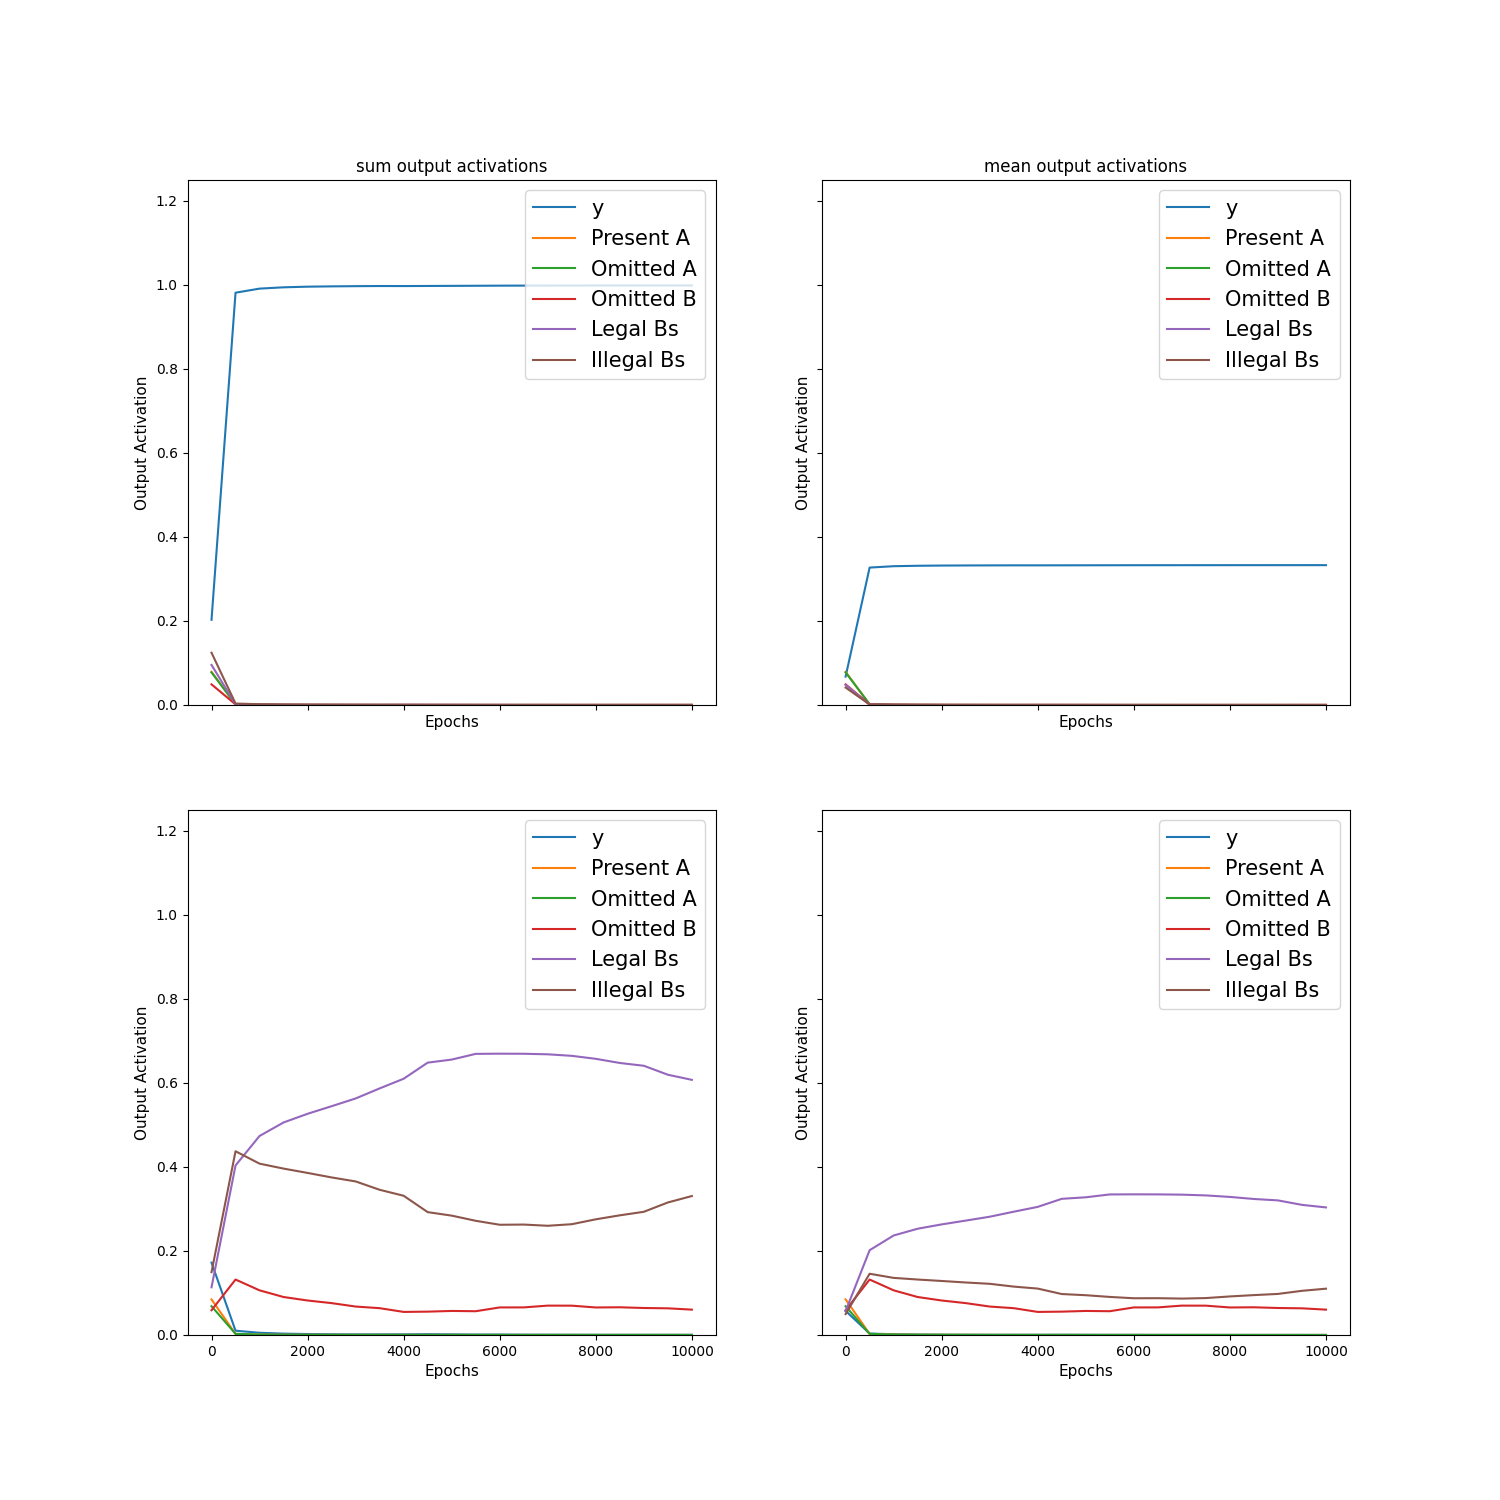 sum output activations
1.2
1.0
0.8
0.6
0.4
0.2
0.0
Output Activation
Epochs
y
Present A
Omitted A
Omitted B
Legal Bs
Illegal Bs
mean output activations
Output Activation
Epochs
y
Present A
Omitted A
Omitted B
Legal Bs
Illegal Bs
1.2
1.0
0.8
0.6
0.4
0.2
0.0
Output Activation
0 2000 4000 6000 8000 10000
Epochs
y
Present A
Omitted A
Omitted B
Legal Bs
Illegal Bs
Output Activation
0 2000 4000 6000 8000 10000
Epochs
y
Present A
Omitted A
Omitted B
Legal Bs
Illegal Bs